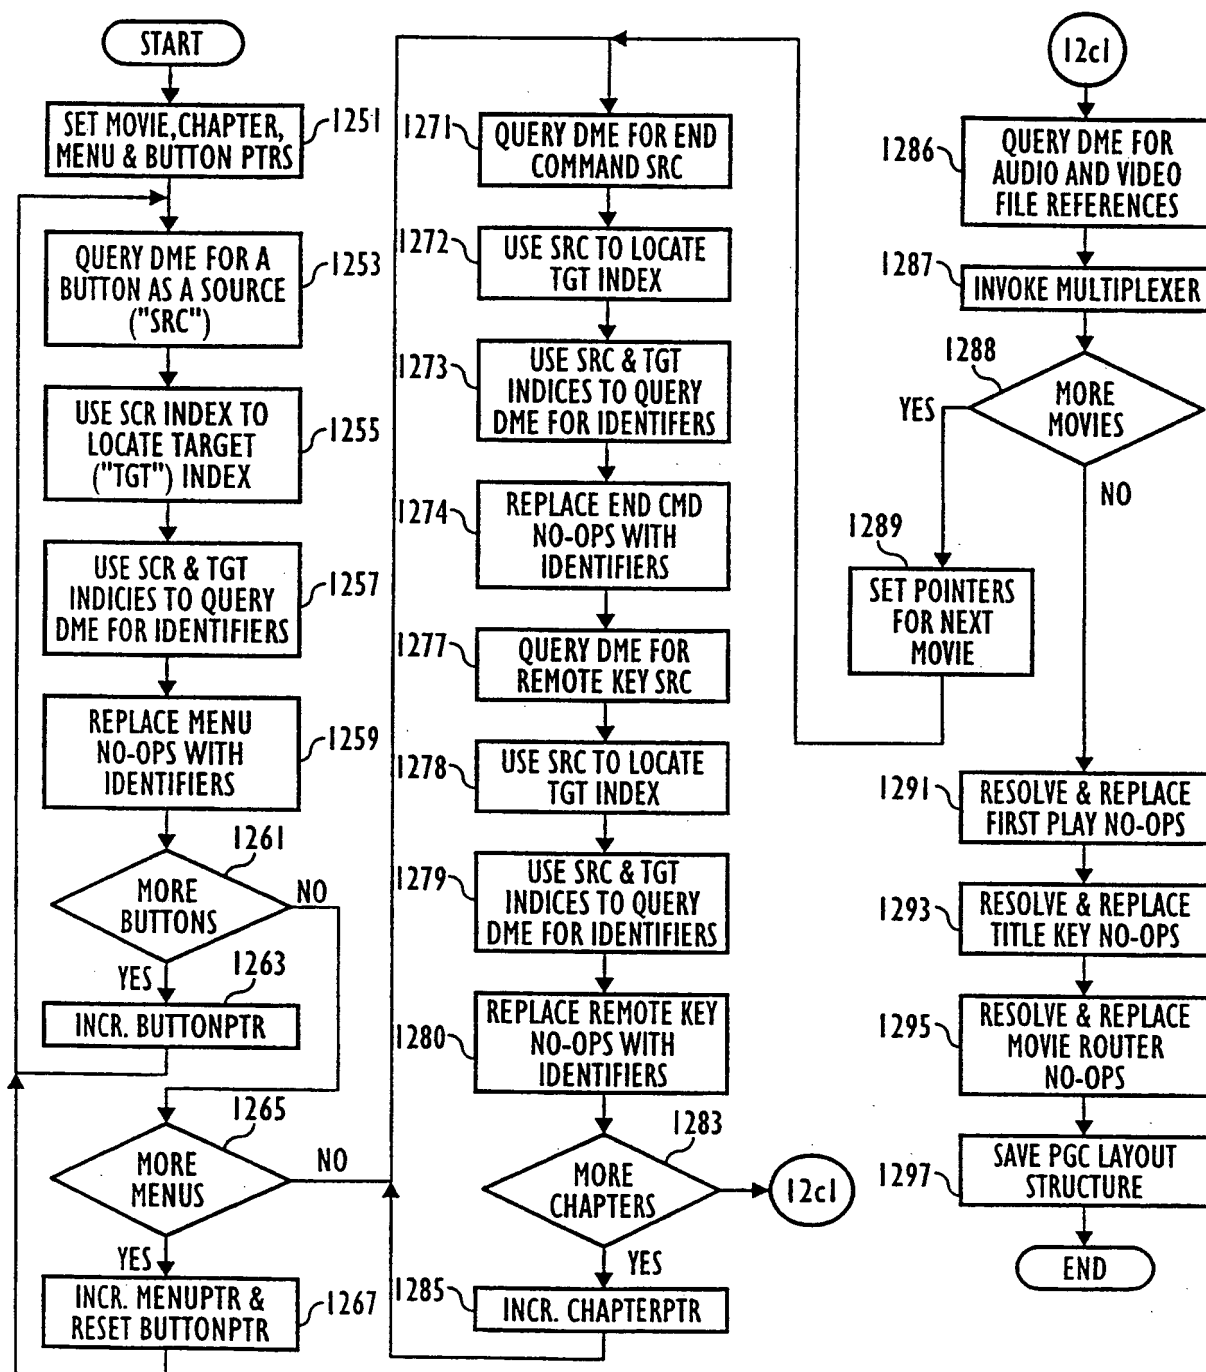 START
SET MOVIE,CHAPTER,
MENU & BUTTON PTRS
1251
QUERY DME FOR A
BUTTON AS A SOURCE
("SRC")
1253
USE SCR INDEX TO
LOCATE TARGET
("TGT") INDEX
1255
USE SCR & TGT
INDICIES TO QUERY
DME FOR IDENTIFIERS
1257
REPLACE MENU
NO-OPS WITH
IDENTIFIERS
1259
1261
MORE
BUTTONS
NO
YES
1263
INCR. BUTTONPTR
1265
MORE
MENUS
NO
YES
INCR. MENUPTR &
RESET BUTTONPTR
1267
1271
QUERY DME FOR END
COMMAND SRC
1272
USE SRC TO LOCATE
TGT INDEX
1273
USE SRC & TGT
INDICES TO QUERY
DME FOR IDENTIFERS
1274
REPLACE END CMD
NO-OPS WITH
IDENTIFIERS
1277
QUERY DME FOR
REMOTE KEY SRC
1278
USE SRC TO LOCATE
TGT INDEX
1279
USE SRC & TGT
INDICES TO QUERY
DME FOR IDENTIFERS
1280
REPLACE REMOTE KEY
NO-OPS WITH
IDENTIFIERS
1283
MORE
CHAPTERS
12c1
YES
1285
INCR. CHAPTERPTR
12c1
1286
QUERY DME FOR
AUDIO AND VIDEO
FILE REFERENCES
1287
INVOKE MULTIPLEXER
1288
MORE
MOVIES
YES
NO
1289
SET POINTERS
FOR NEXT
MOVIE
1291
RESOLVE & REPLACE
FIRST PLAY NO-OPS
1293
RESOLVE & REPLACE
TITLE KEY NO-OPS
1295
RESOLVE & REPLACE
MOVIE ROUTER
NO-OPS
1297
SAVE PGC LAYOUT
STRUCTURE
END